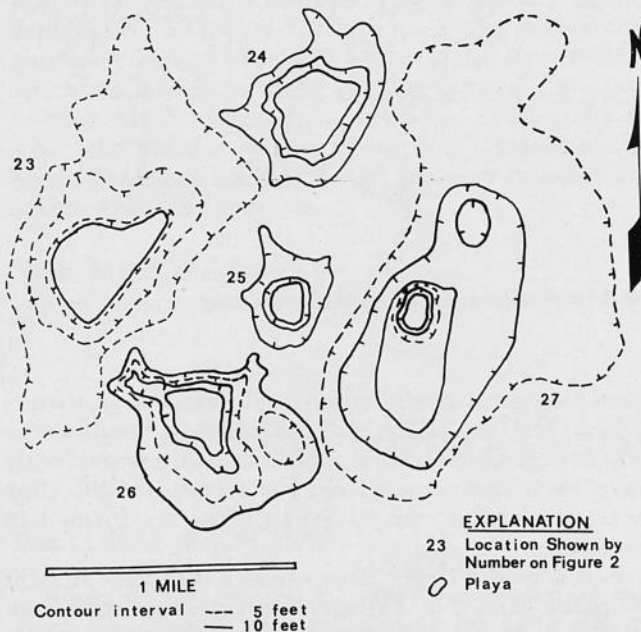 N
24
23
25
27
26
EXPLANATION
23 Location Shown by
Number on Figure 2
Playa
1 MILE
Contour interval --- 5 feet
— 10 feet